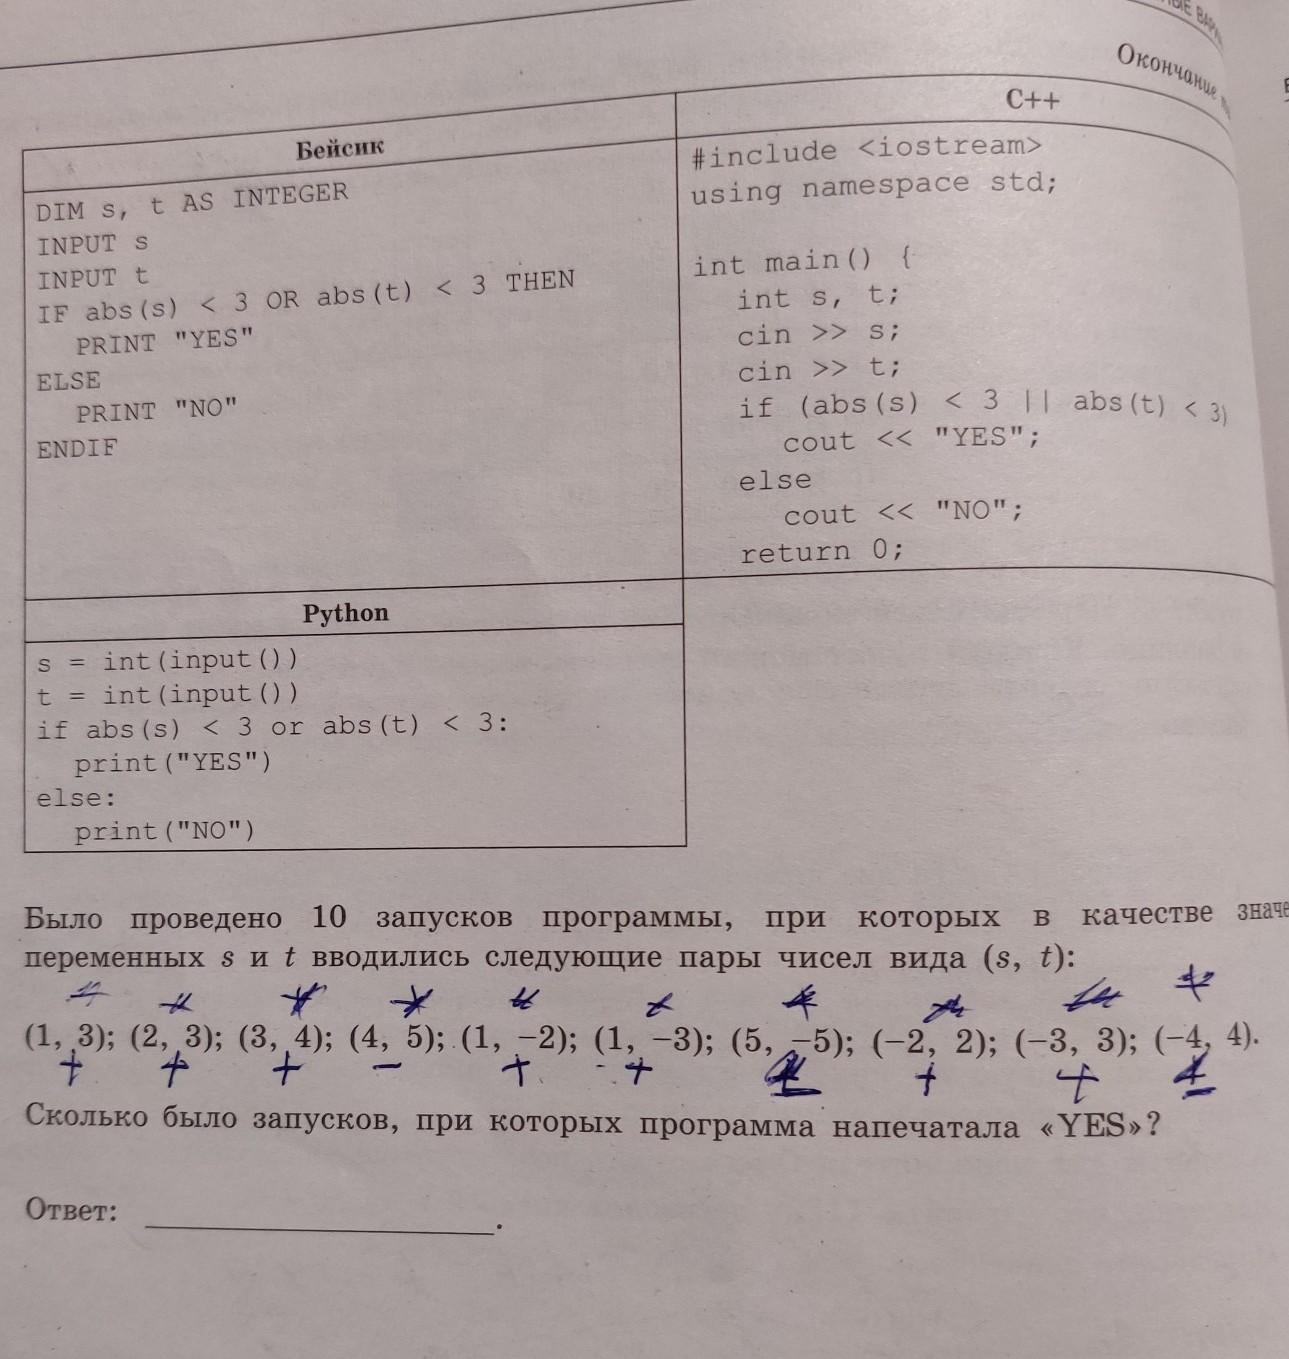 Окончание
Бейсик
DIM s, t AS INTEGER
INPUT s
INPUT t
IF abs(s) < 3 OR abs(t) < 3 THEN
PRINT "YES"
ELSE
PRINT "NO"
ENDIF
C++
#include <iostream>
using namespace std;
int main() {
int s, t;
cin >> s;
cin >> t;
if (abs(s) < 3 || abs(t) < 3)
cout << "YES";
else
cout << "NO";
return 0;
Python
s = int(input())
t = int(input())
if abs(s) < 3 or abs(t) < 3:
print("YES")
else:
print("NO")
Было проведено 10 запусков программы, при которых в качестве значе
переменных s и t вводились следующие пары чисел вида (s, t):
(1, 3); (2, 3); (3, 4); (4, 5); (1, −2); (1, −3); (5, −5); (−2, 2); (−3, 3); (−4, 4).
+ + + − + + + +
Сколько было запусков, при которых программа напечатала «YES»?
Ответ: .